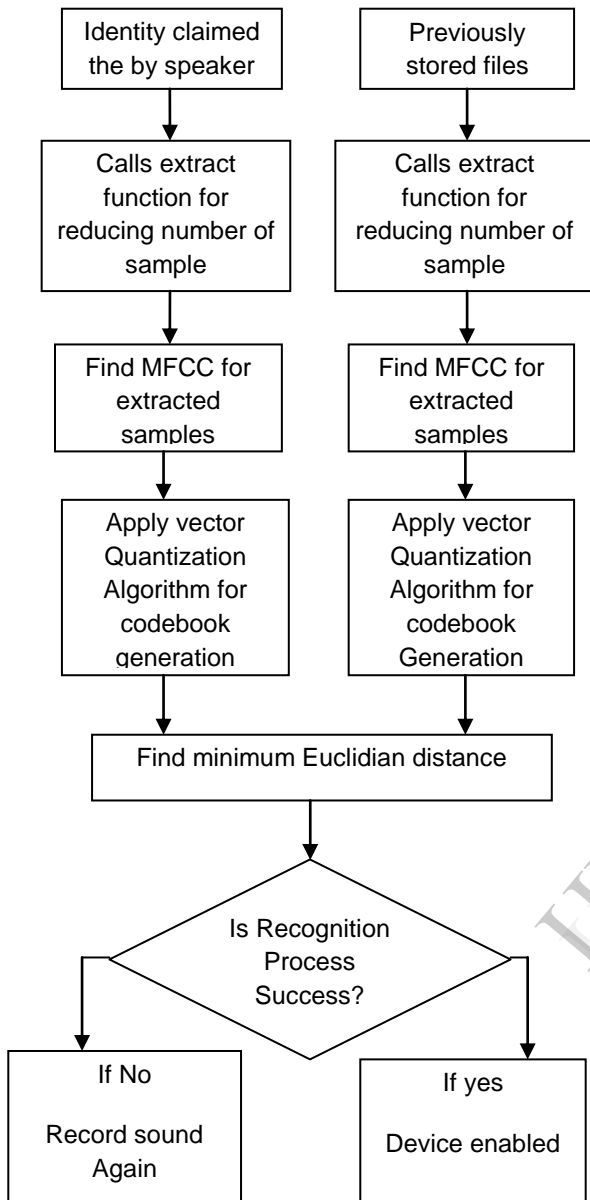 Identity claimed
the by speaker
Previously
stored files
Calls extract
function for
reducing number of
sample
Calls extract
function for
reducing number of
sample
Find MFCC for
extracted
samples
Find MFCC for
extracted
samples
Apply vector
Quantization
Algorithm for
codebook
generation
Apply vector
Quantization
Algorithm for
codebook
Generation
Find minimum Euclidian distance
Is Recognition
Process
Success?
If No
Record sound
Again
If yes
Device enabled